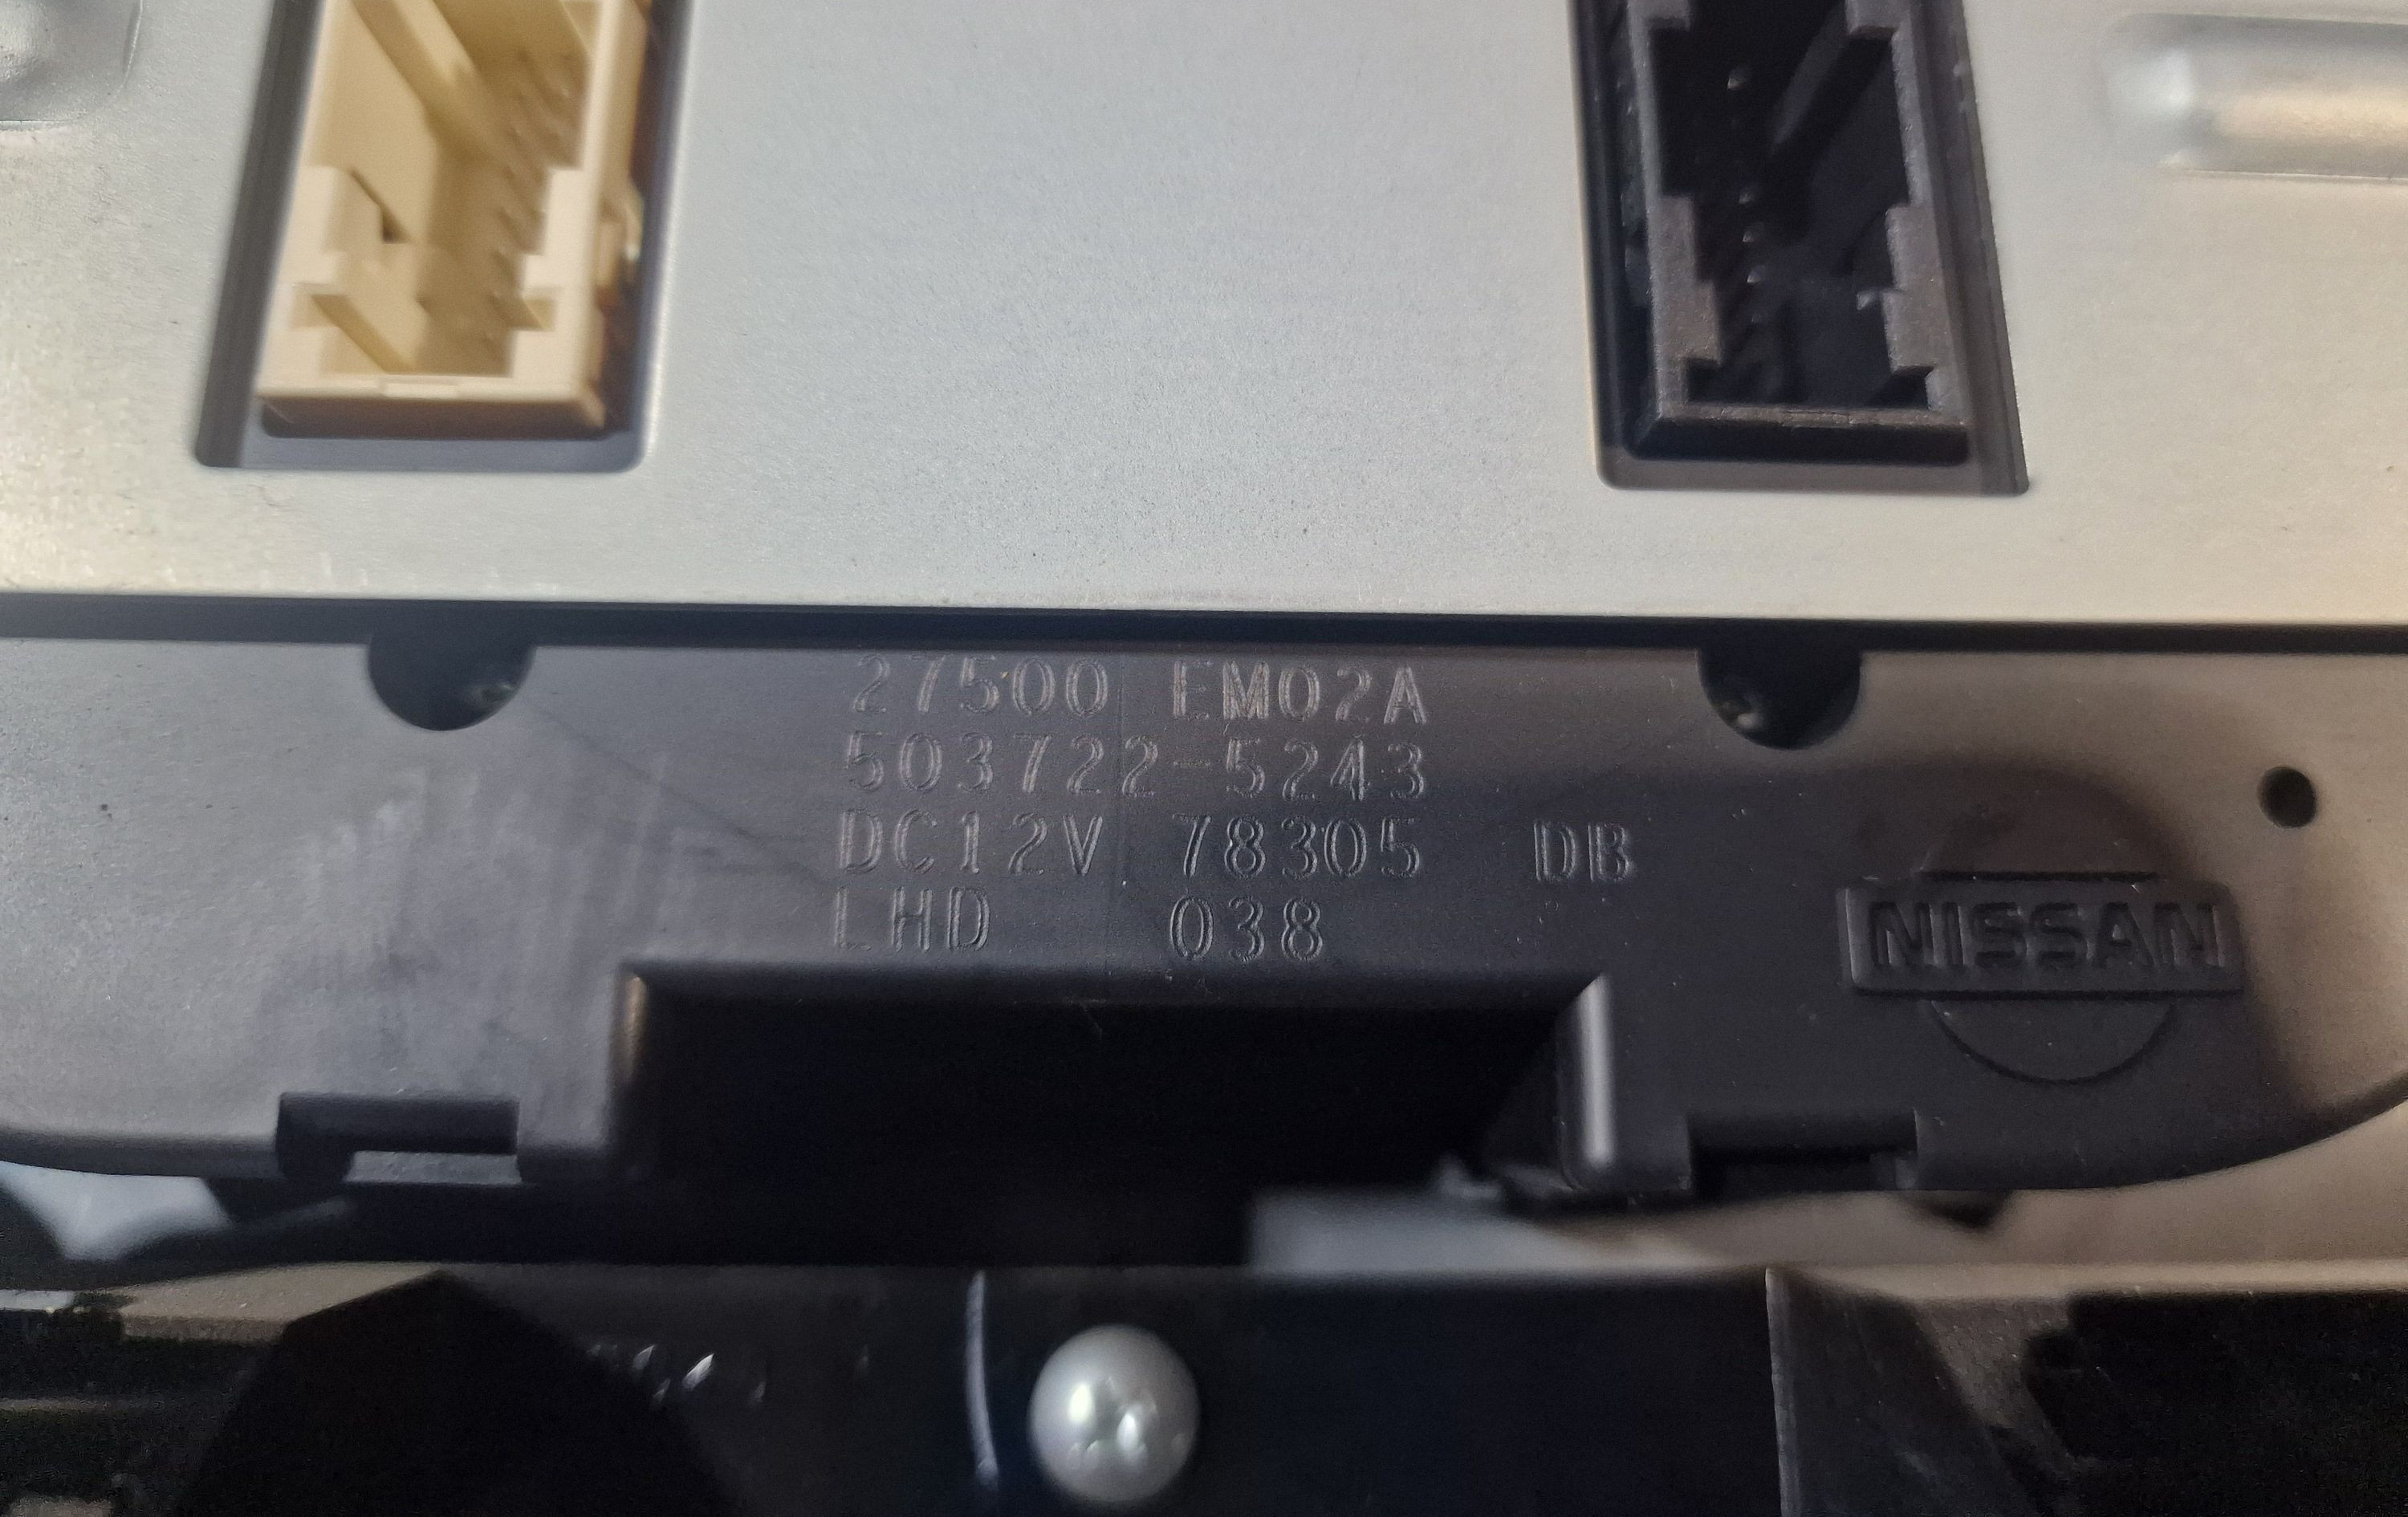 27500 EM02A
503722-5243
DC12V 78305 DB
LHD 038
NISSAN